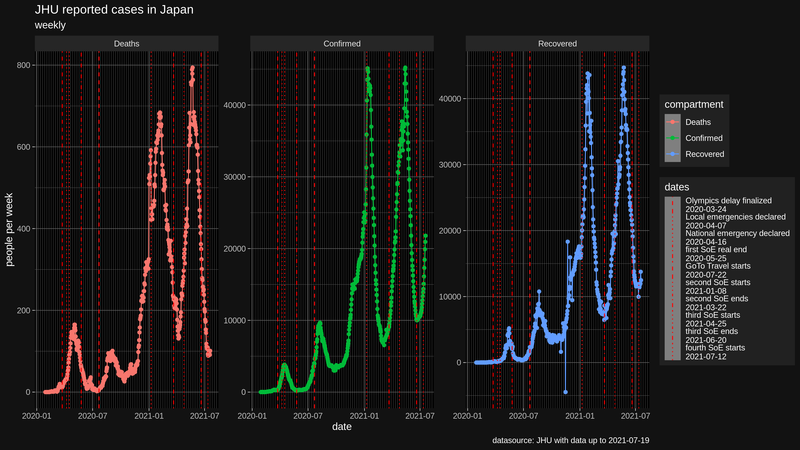 JHU reported cases in Japan
weekly
Deaths
Confirmed
Recovered
800
600
400
200
0
40000
30000
20000
10000
0
40000
30000
20000
10000
0
2020-01 2020-07 2021-01 2021-07
2020-01 2020-07 2021-01 2021-07
2020-01 2020-07 2021-01 2021-07
people per week
date
compartment
Deaths
Confirmed
Recovered
dates
Olympics delay finalized
2020-03-24
Local emergencies declared
2020-04-07
National emergency declared
2020-04-16
first SoE real end
2020-05-25
GoTo Travel starts
2020-07-22
second SoE starts
2021-01-08
second SoE ends
2021-03-22
third SoE starts
2021-04-25
third SoE ends
2021-06-20
fourth SoE starts
2021-07-12
datasource: JHU with data up to 2021-07-19